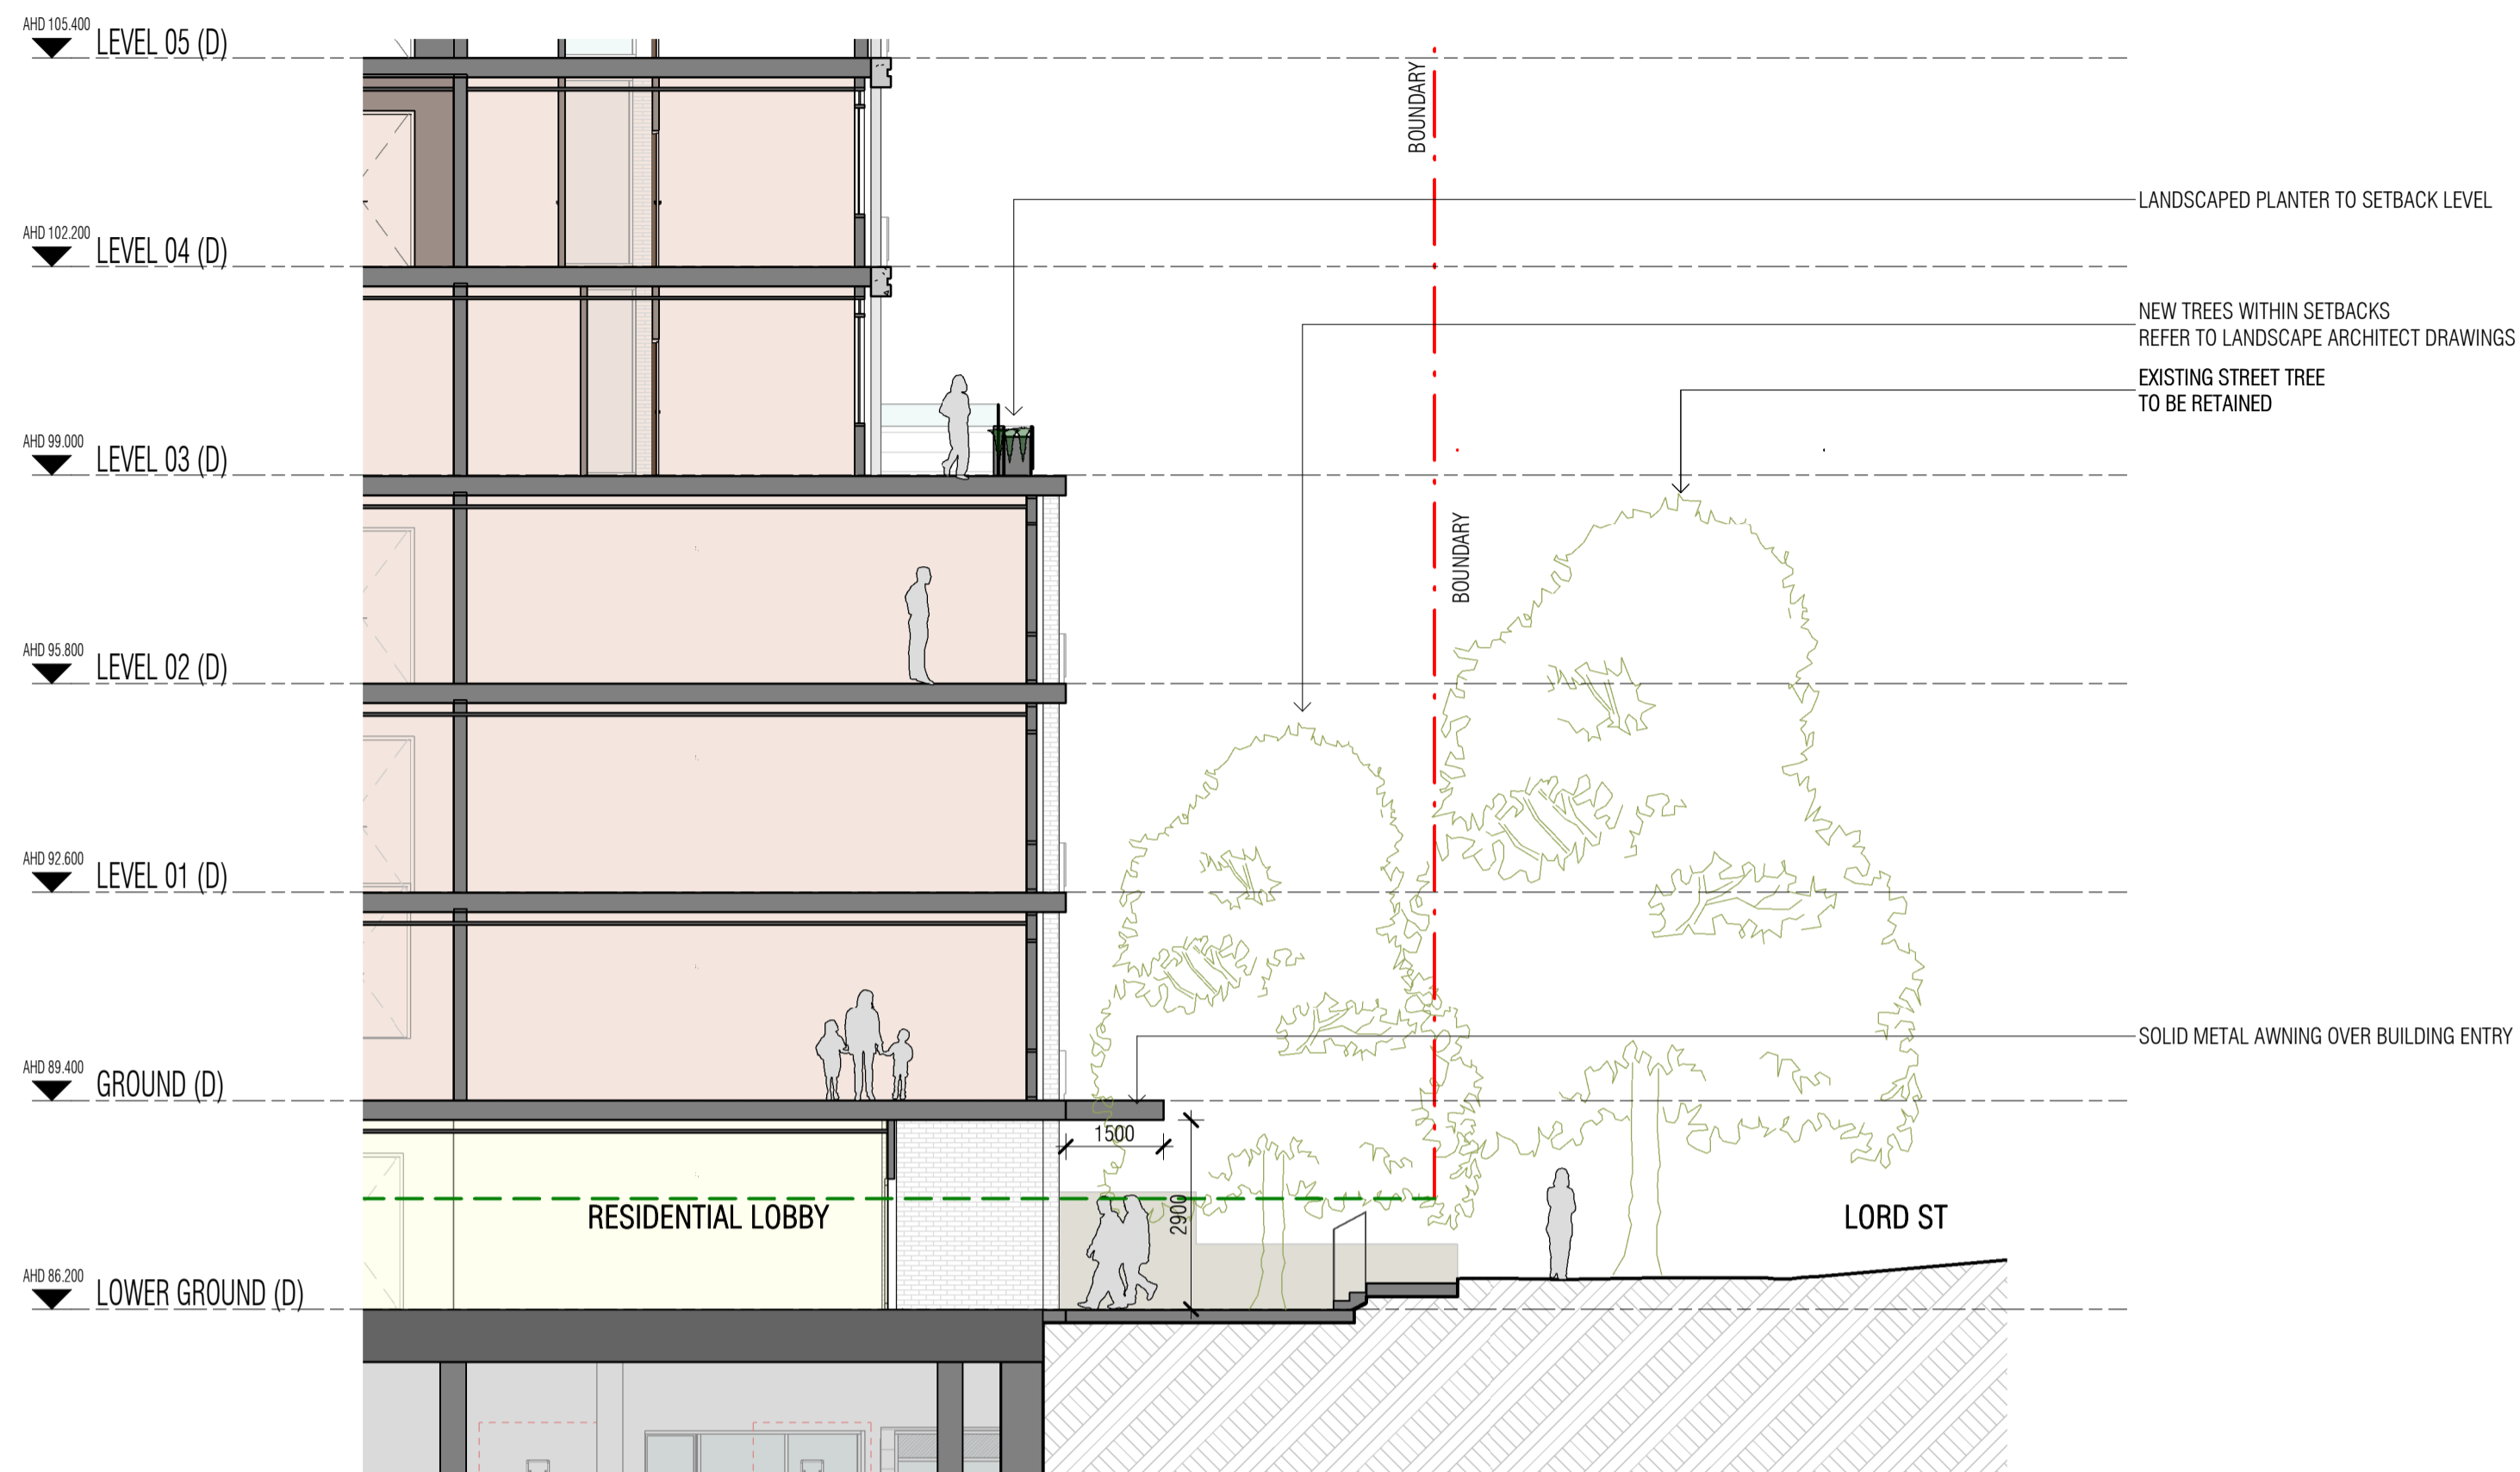 AHD 105.400
LEVEL 05 (D)
BOUNDARY
LANDSCAPED PLANTER TO SETBACK LEVEL
AHD 102.200
LEVEL 04 (D)
NEW TREES WITHIN SETBACKS
REFER TO LANDSCAPE ARCHITECT DRAWINGS
EXISTING STREET TREE
TO BE RETAINED
AHD 99.000
LEVEL 03 (D)
BOUNDARY
AHD 95.800
LEVEL 02 (D)
AHD 92.600
LEVEL 01 (D)
SOLID METAL AWNING OVER BUILDING ENTRY
AHD 89.400
GROUND (D)
1500
2900
RESIDENTIAL LOBBY
LORD ST
AHD 86.200
LOWER GROUND (D)